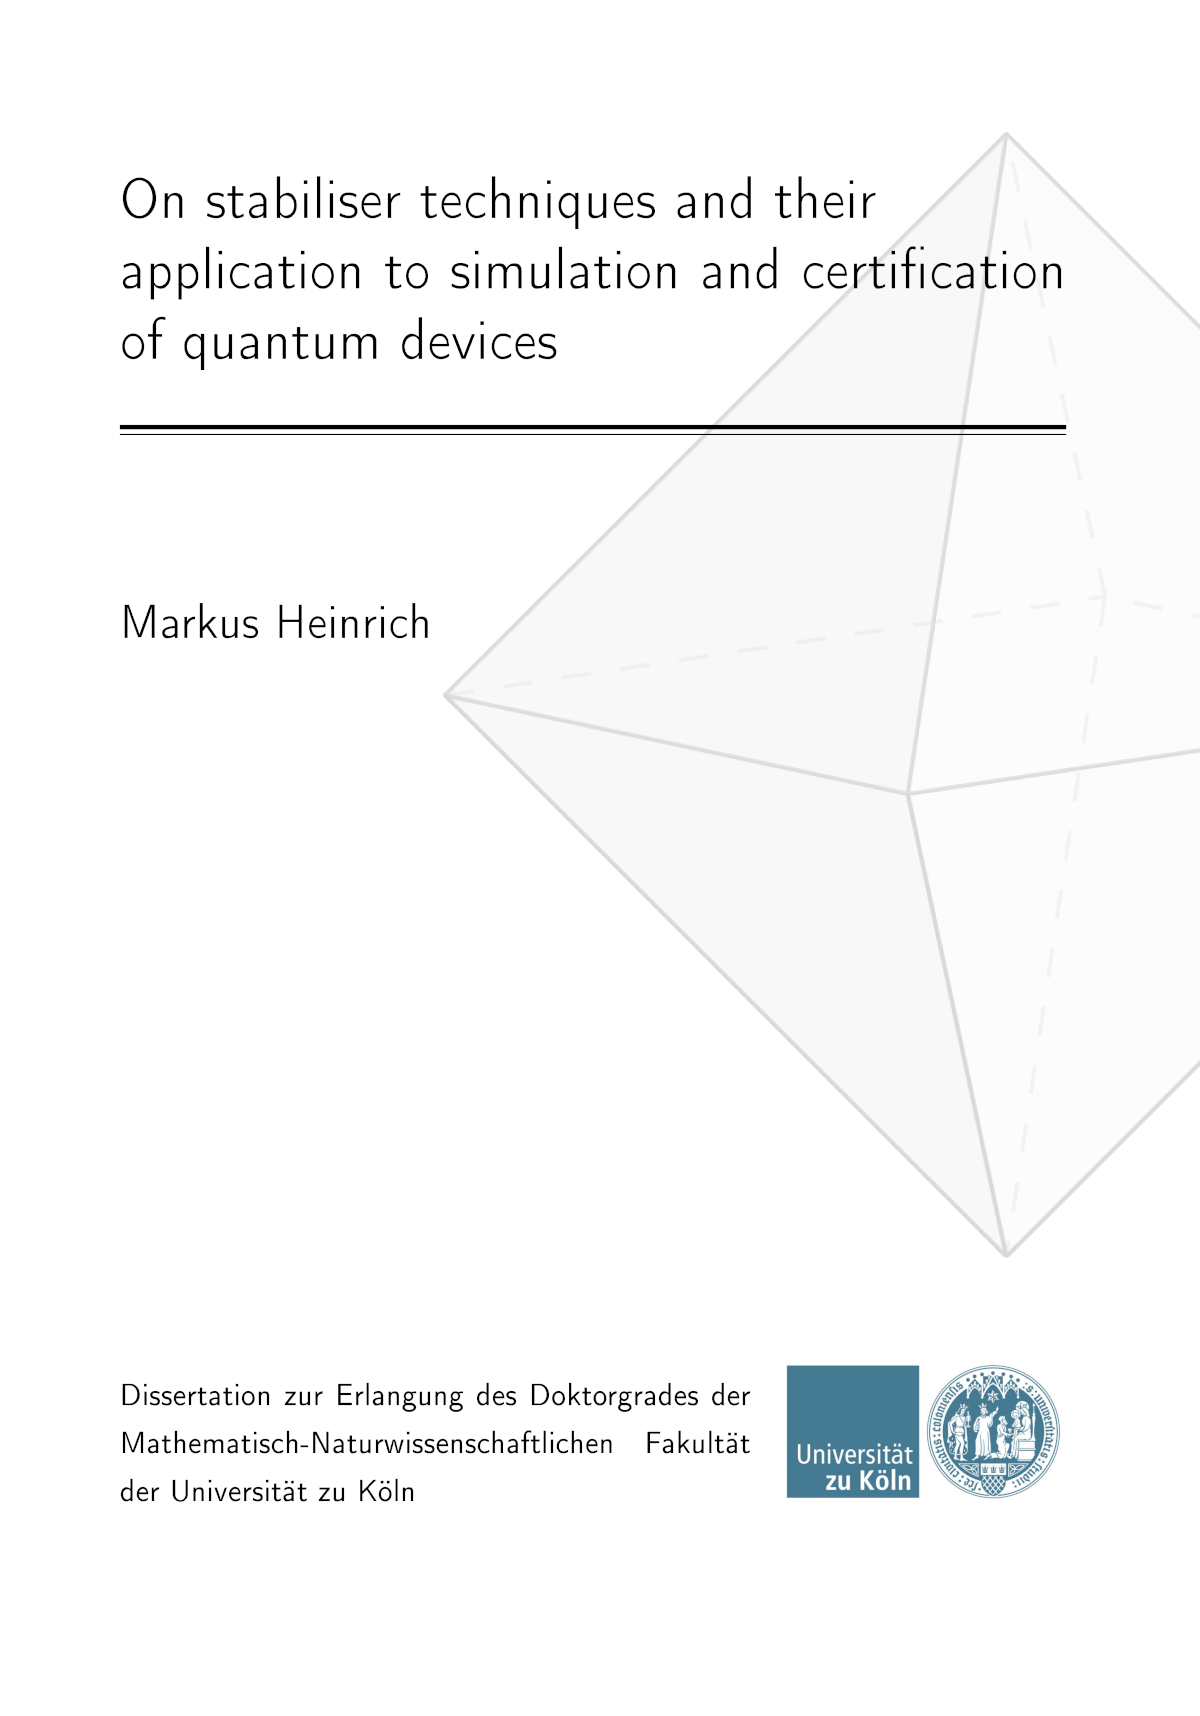 On stabiliser techniques and their
application to simulation and certification
of quantum devices
Markus Heinrich
Dissertation zur Erlangung des Doktorgrades der
Mathematisch-Naturwissenschaftlichen Fakultät
der Universität zu Köln
Universität
zu Köln